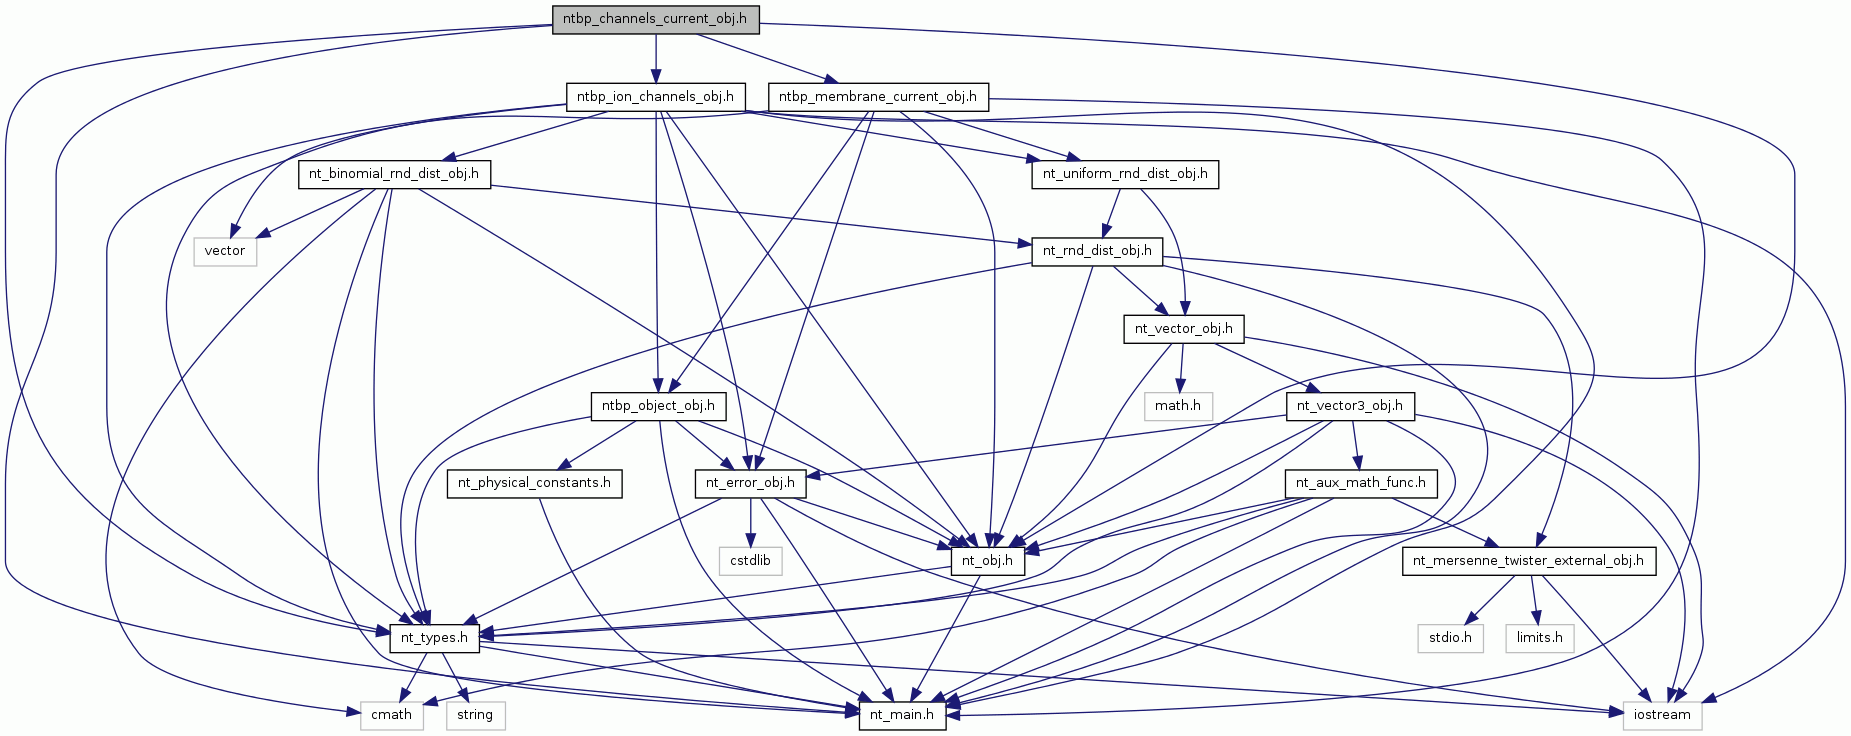 ntbp_channels_current_obj.h
ntbp_ion_channels_obj.h
ntbp_membrane_current_obj.h
nt_binomial_rnd_dist_obj.h
nt_uniform_rnd_dist_obj.h
vector
nt_rnd_dist_obj.h
nt_vector_obj.h
ntbp_object_obj.h
math.h
nt_vector3_obj.h
nt_physical_constants.h
nt_error_obj.h
nt_aux_math_func.h
cstdlib
nt_obj.h
nt_mersenne_twister_external_obj.h
nt_types.h
stdio.h
limits.h
cmath
string
nt_main.h
iostream